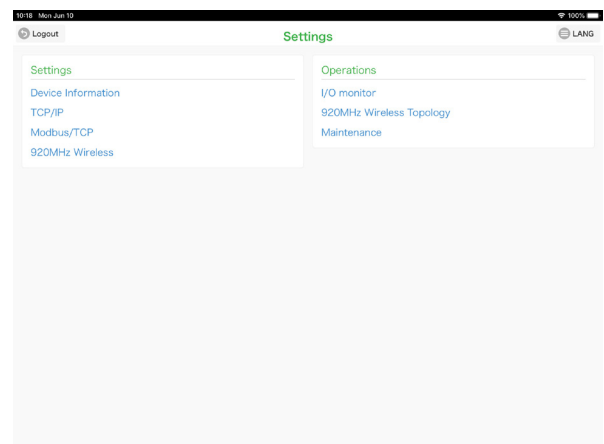 10:18 Mon Jun 10
100%
Logout
Settings
LANG
Settings
Device Information
TCP/IP
Modbus/TCP
920MHz Wireless
Operations
I/O monitor
920MHz Wireless Topology
Maintenance